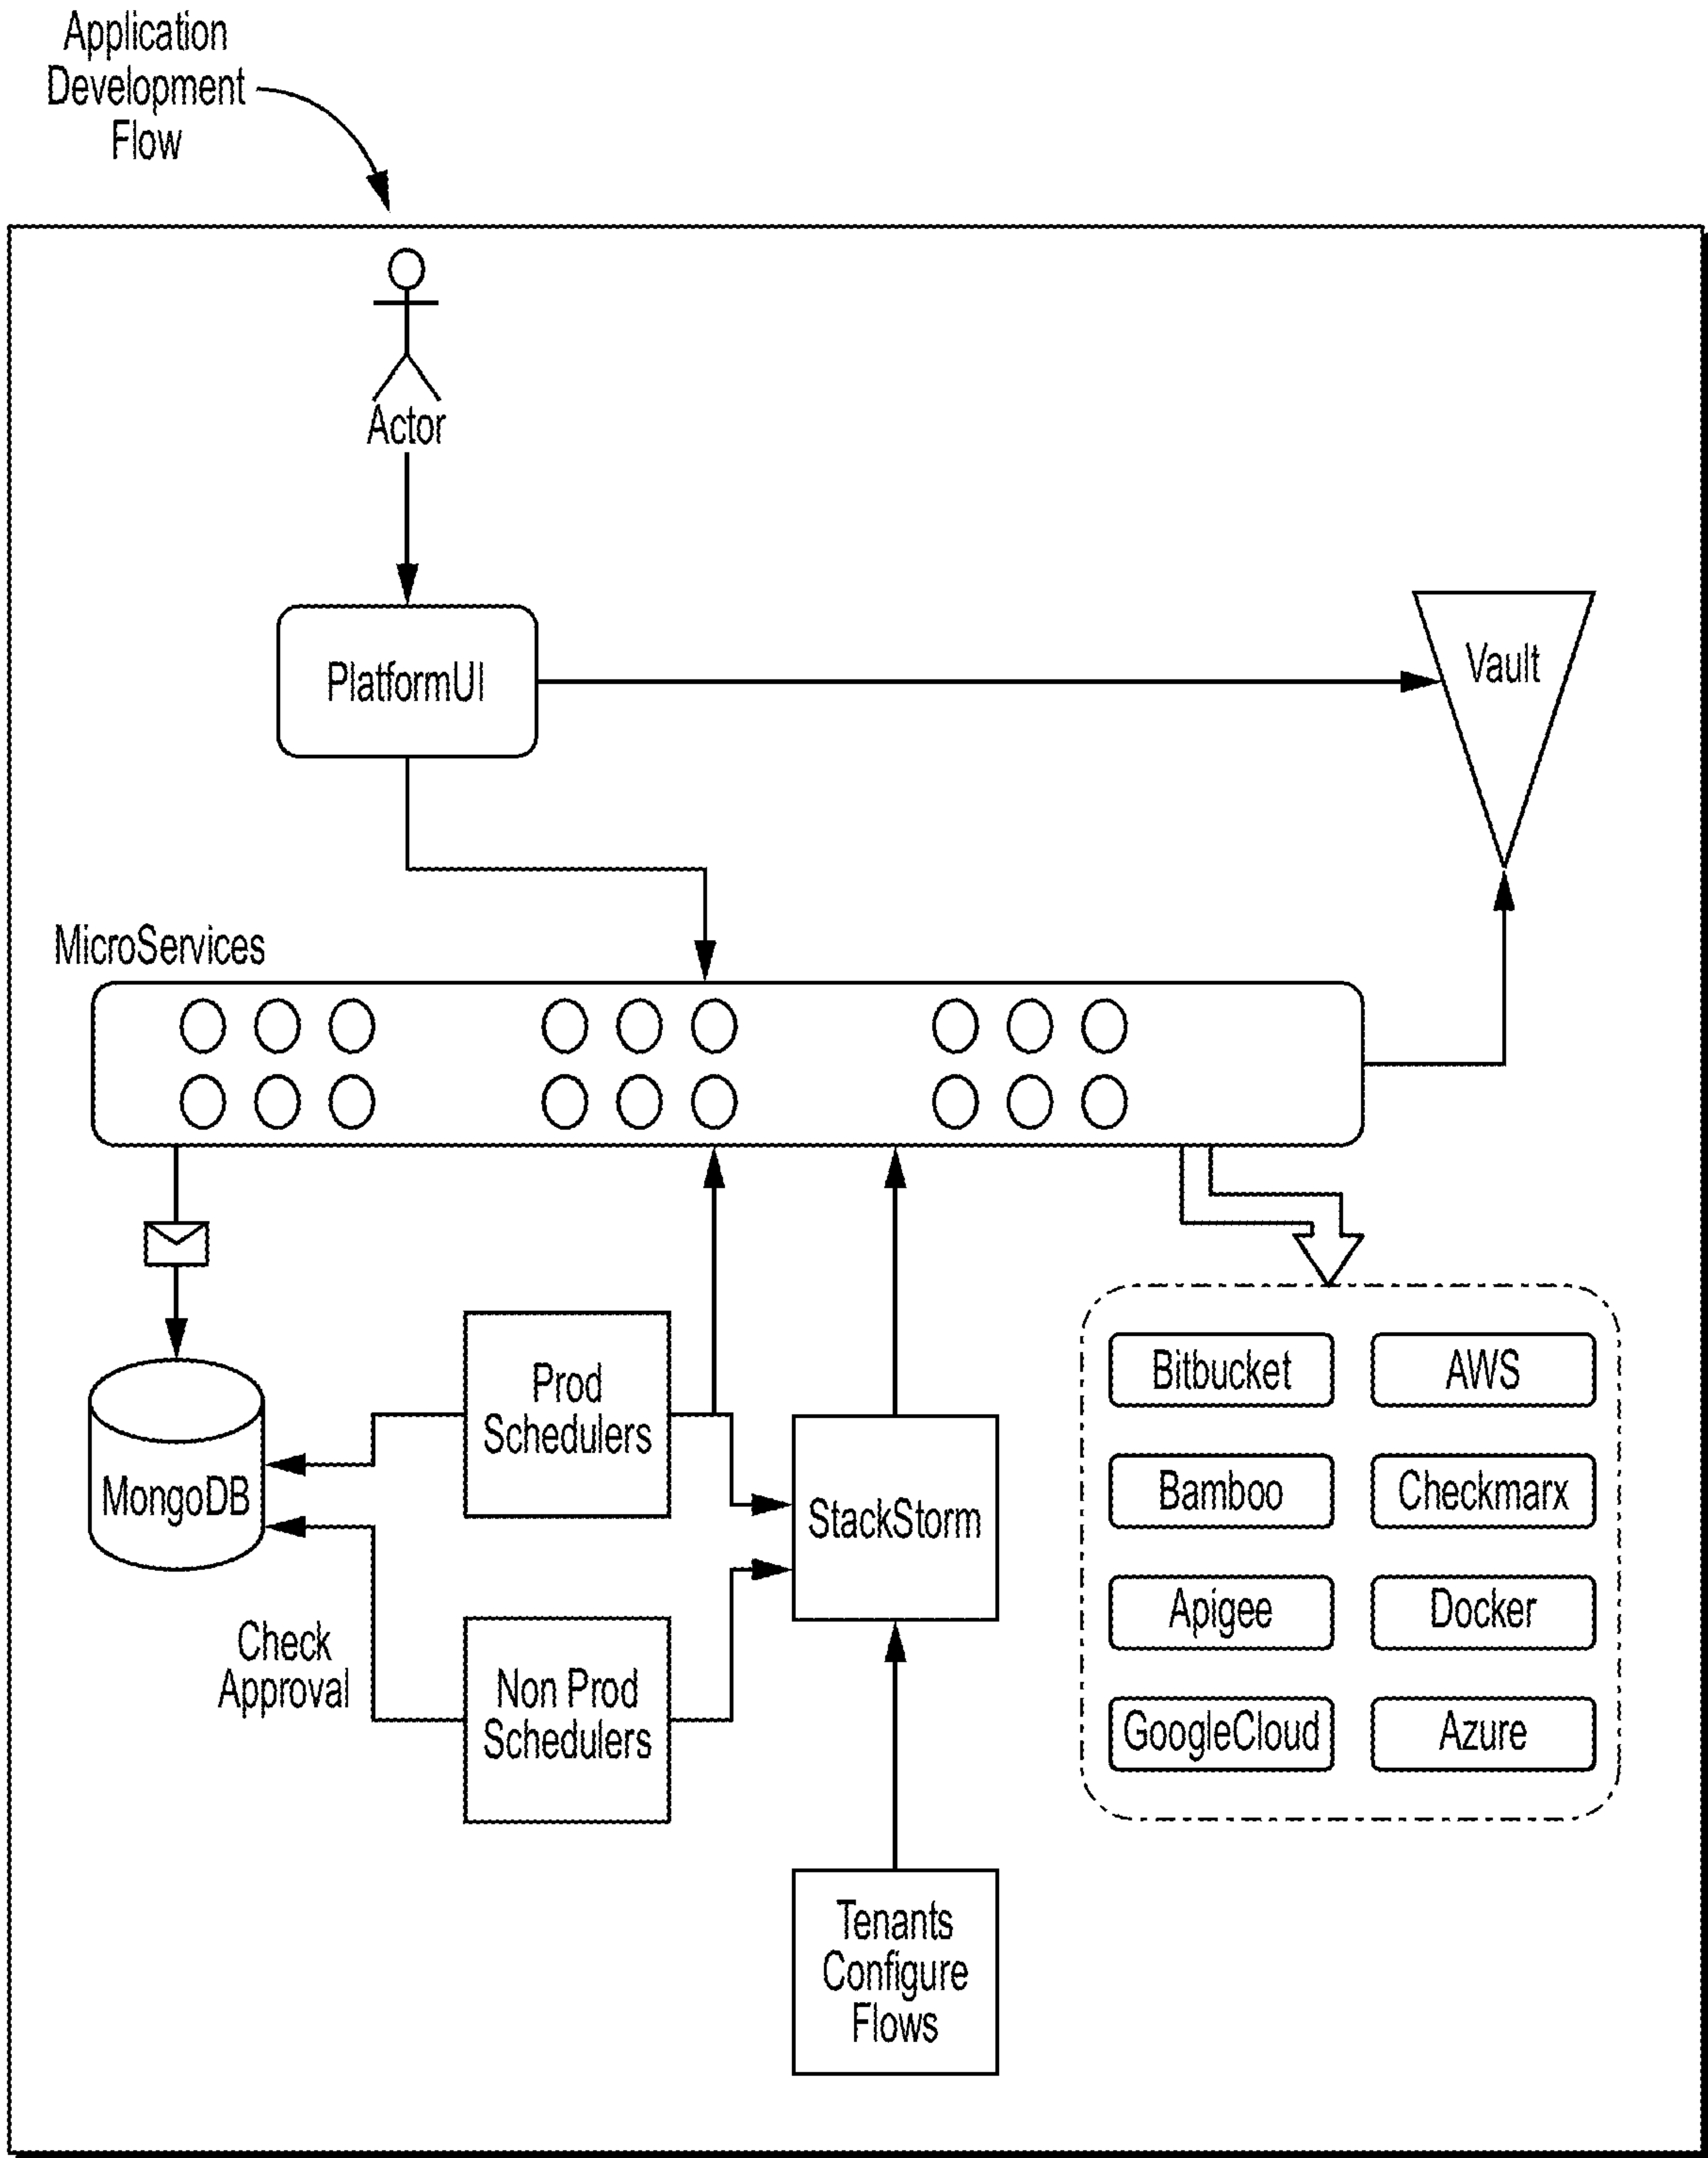 Application
Development
Flow
Actor
PlatformUI
Vault
MicroServices
Prod
Schedulers
MongoDB
StackStorm
Check
Approval
Non Prod
Schedulers
Bitbucket
AWS
Bamboo
Checkmarx
Apigee
Docker
GoogleCloud
Azure
Tenants
Configure
Flows